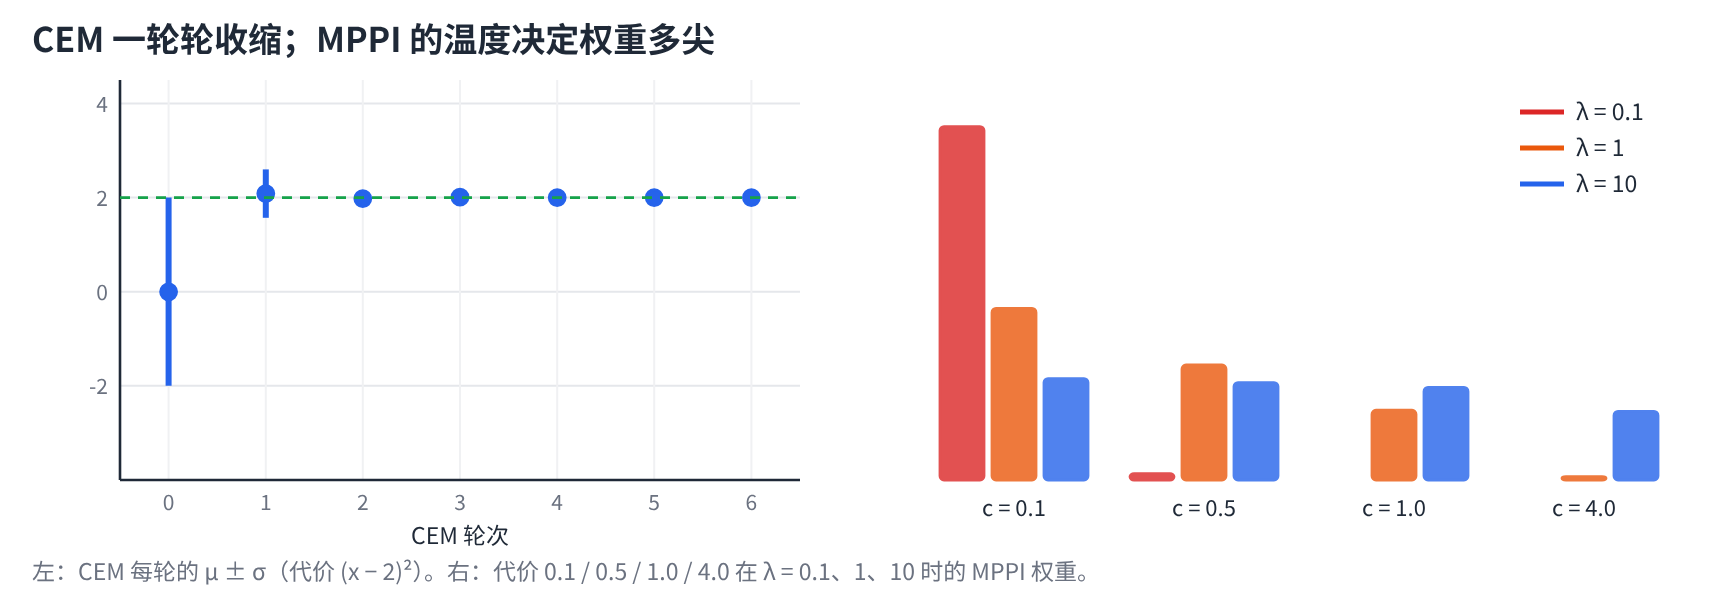 CEM 一轮轮收缩；MPPI 的温度决定权重多尖
4
2
0
-2
0 1 2 3 4 5 6
CEM 轮次
λ = 0.1
λ = 1
λ = 10
c = 0.1 c = 0.5 c = 1.0 c = 4.0
左：CEM 每轮的 μ ± σ（代价 (x − 2)²）。右：代价 0.1 / 0.5 / 1.0 / 4.0 在 λ = 0.1、1、10 时的 MPPI 权重。